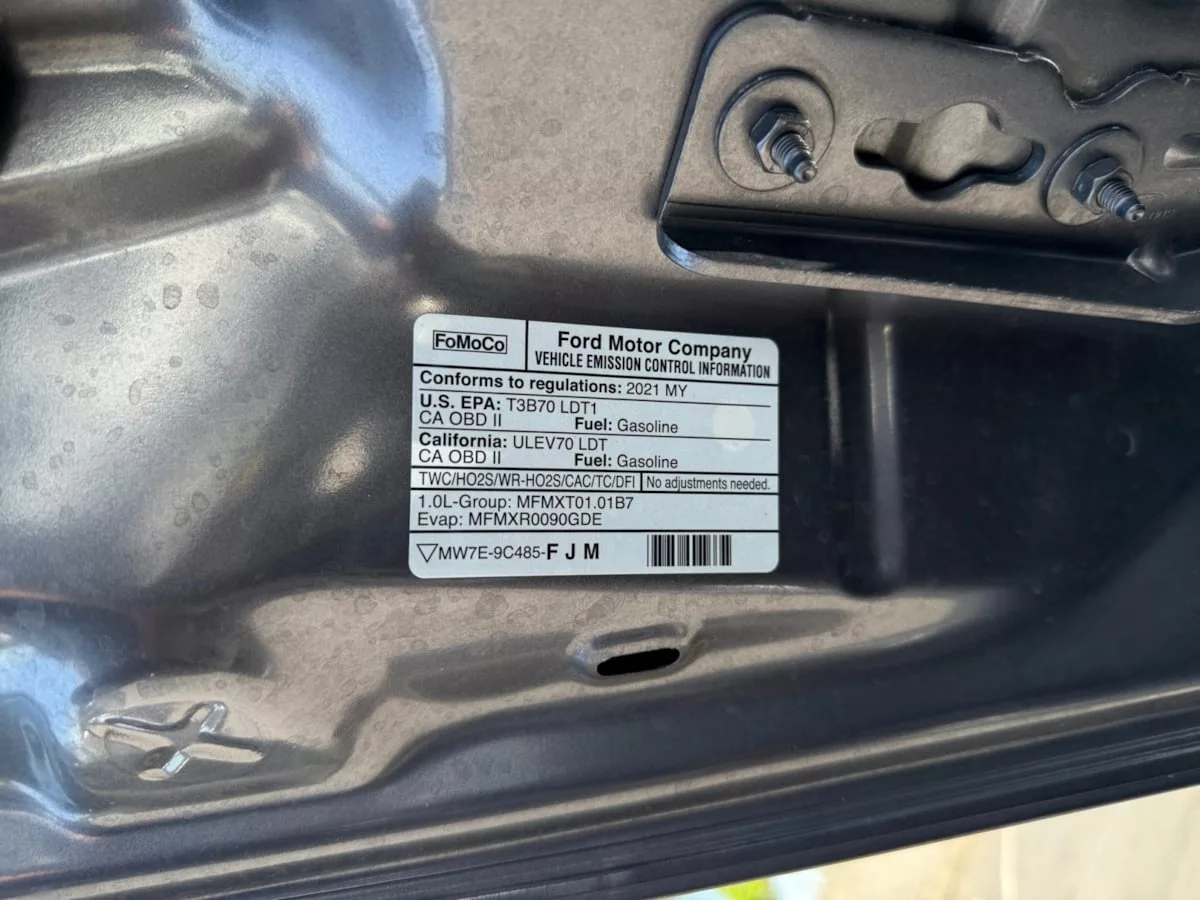 FoMoCo
Ford Motor Company
VEHICLE EMISSION CONTROL INFORMATION
Conforms to regulations: 2021 MY
U.S. EPA: T3B70 LDT1
CA OBD II Fuel: Gasoline
California: ULEV70 LDT
CA OBD II Fuel: Gasoline
TWC/HO2S/WR-HO2S/CAC/TC/DFI No adjustments needed.
1.0L-Group: MFMXT01.01B7
Evap: MFMXR0090GDE
MW7E-9C485-F J M